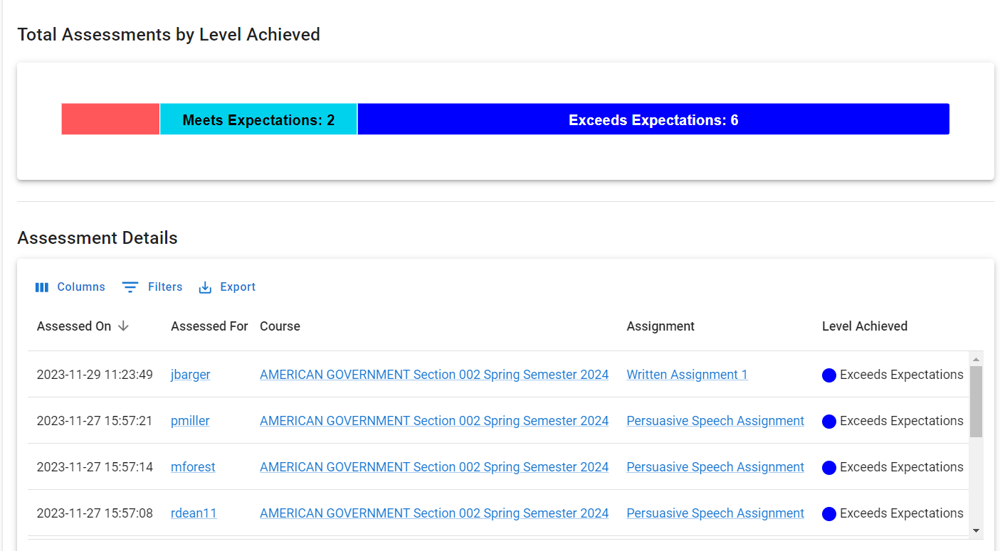 Total Assessments by Level Achieved
Meets Expectations: 2 Exceeds Expectations: 6
Assessment Details
Columns Filters Export
Assessed On Assessed For Course Assignment Level Achieved
2023-11-29 11:23:49 jbarger AMERICAN GOVERNMENT Section 002 Spring Semester 2024 Written Assignment 1 Exceeds Expectations
2023-11-27 15:57:21 pmiller AMERICAN GOVERNMENT Section 002 Spring Semester 2024 Persuasive Speech Assignment Exceeds Expectations
2023-11-27 15:57:14 mforest AMERICAN GOVERNMENT Section 002 Spring Semester 2024 Persuasive Speech Assignment Exceeds Expectations
2023-11-27 15:57:08 rdean11 AMERICAN GOVERNMENT Section 002 Spring Semester 2024 Persuasive Speech Assignment Exceeds Expectations